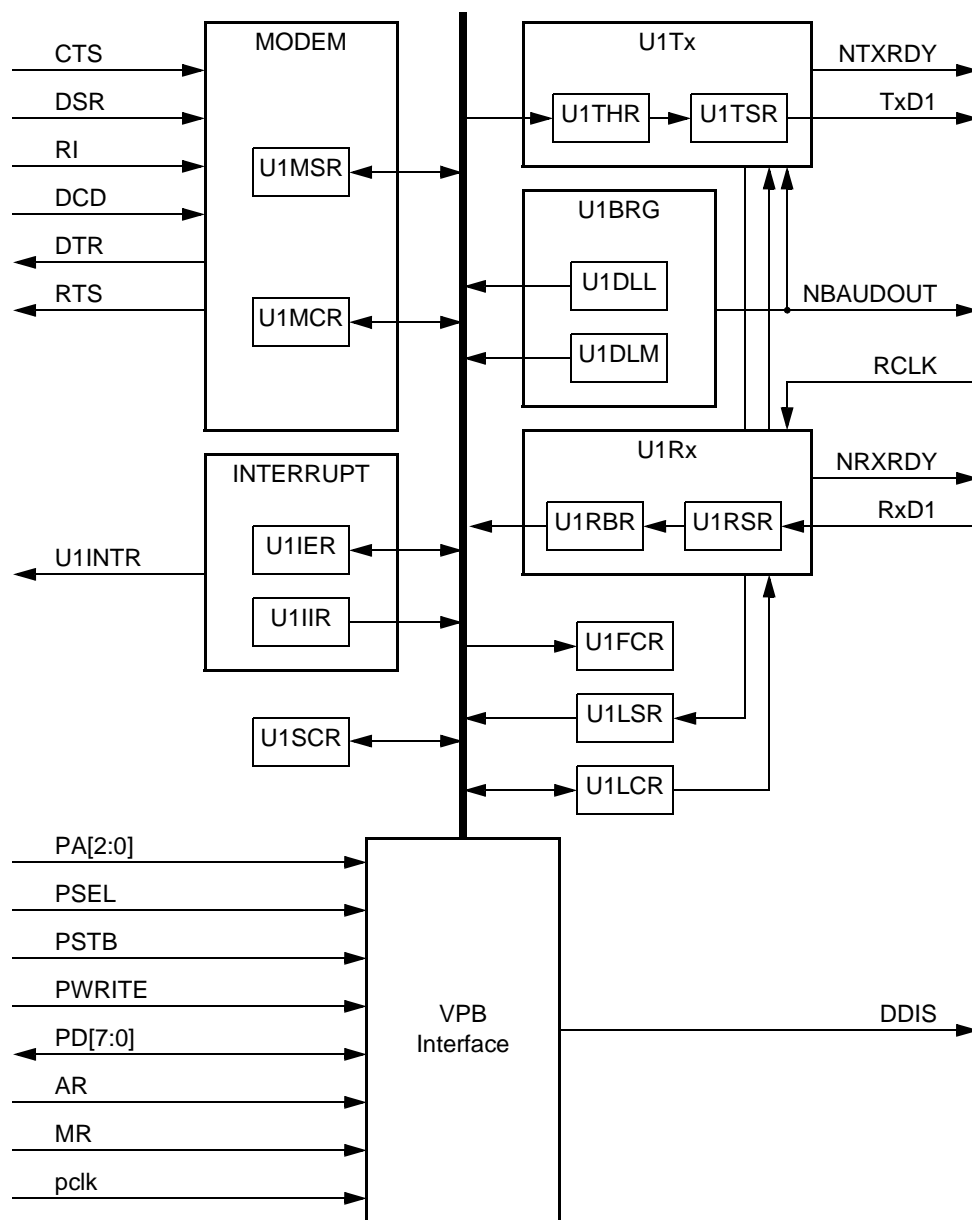 MODEM
CTS
DSR
RI
DCD
DTR
RTS
U1MSR
U1MCR
U1Tx
NTXRDY
U1THR
U1TSR
TxD1
U1BRG
U1DLL
U1DLM
NBAUDOUT
RCLK
U1Rx
NRXRDY
U1RBR
U1RSR
RxD1
INTERRUPT
U1INTR
U1IER
U1IIR
U1SCR
U1FCR
U1LSR
U1LCR
PA[2:0]
PSEL
PSTB
PWRITE
PD[7:0]
AR
MR
pclk
VPB
Interface
DDIS